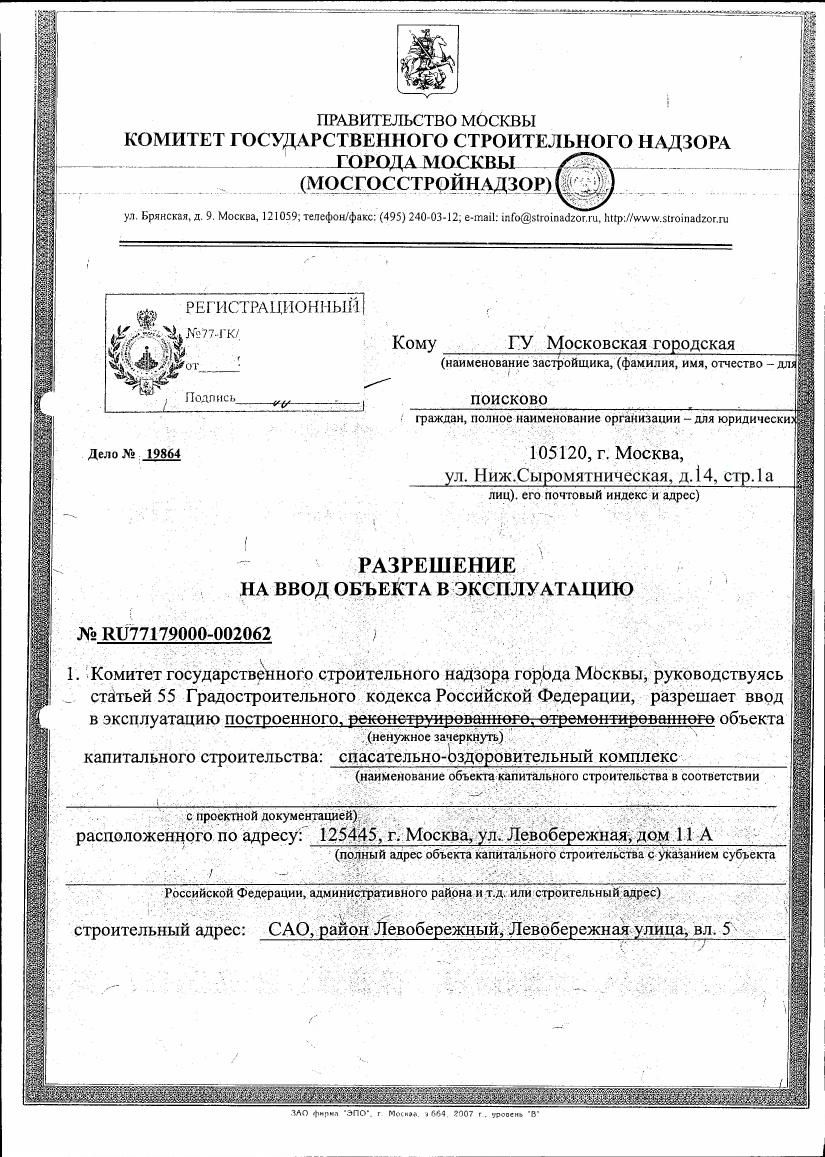 ПРАВИТЕЛЬСТВО МОСКВЫ
КОМИТЕТ ГОСУДАРСТВЕННОГО СТРОИТЕЛЬНОГО НАДЗОРА
ГОРОДА МОСКВЫ
(МОСГОССТРОЙНАДЗОР)
ул. Брянская, д. 9. Москва, 121059; телефон/факс: (495) 240-03-12; e-mail: info@stroinadzor.ru, http://www.stroinadzor.ru
РЕГИСТРАЦИОННЫЙ
№77-ГК/
от
Подпись
Кому ГУ Московская городская
(наименование застройщика, (фамилия, имя, отчество – для
поисково
граждан, полное наименование организации – для юридических
Дело № 19864
105120, г. Москва,
ул. Ниж.Сыромятническая, д.14, стр.1а
лиц). его почтовый индекс и адрес)
РАЗРЕШЕНИЕ
НА ВВОД ОБЪЕКТА В ЭКСПЛУАТАЦИЮ
№ RU77179000-002062
1. Комитет государственного строительного надзора города Москвы, руководствуясь
статьей 55 Градостроительного кодекса Российской Федерации, разрешает ввод
в эксплуатацию построенного, реконструированного, отремонтированного объекта
(ненужное зачеркнуть)
капитального строительства: спасательно-оздоровительный комплекс
(наименование объекта капитального строительства в соответствии
с проектной документацией)
расположенного по адресу: 125445, г. Москва, ул. Левобережная, дом 11 А
(полный адрес объекта капитального строительства с указанием субъекта
Российской Федерации, административного района и т.д. или строительный адрес)
строительный адрес: САО, район Левобережный, Левобережная улица, вл. 5
ЗАО фирма "ЭПО", г. Москва, з.664, 2007 г., уровень "В"